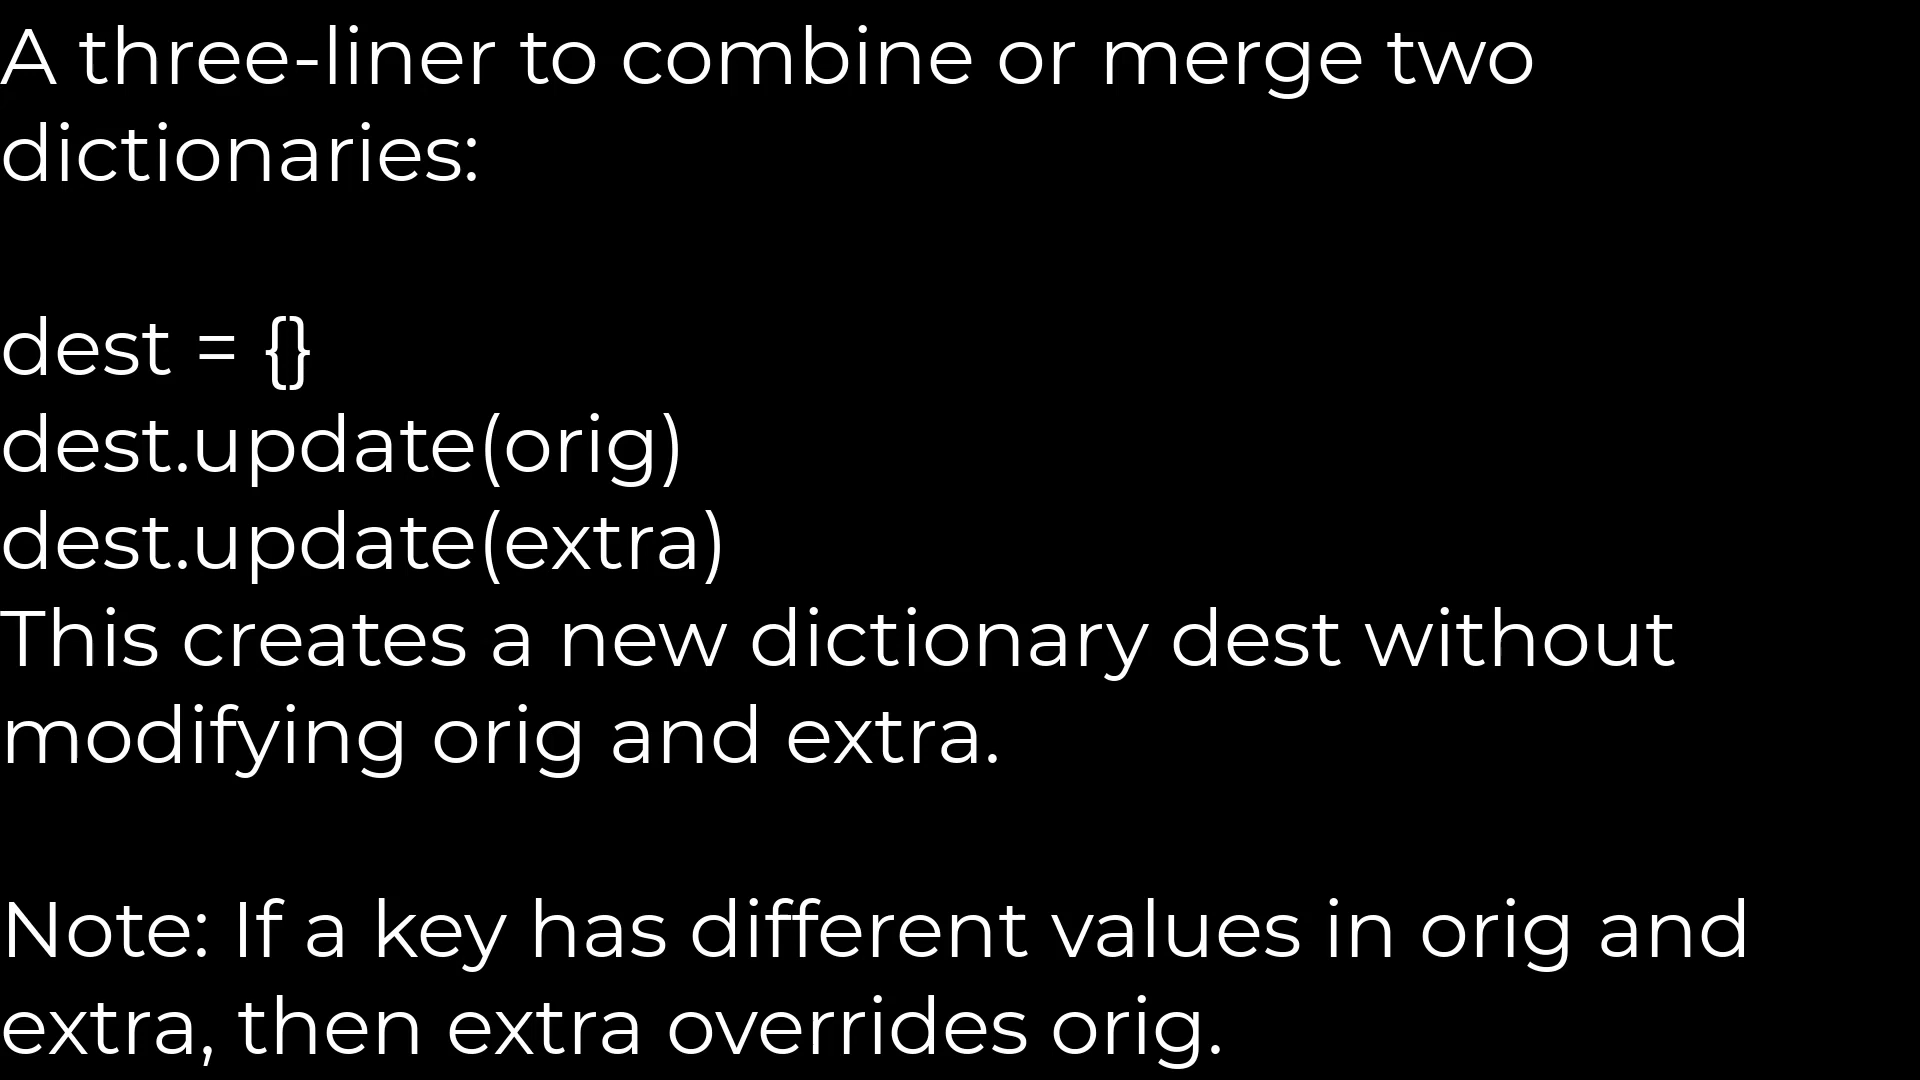 A three-liner to combine or merge two
dictionaries:
dest = {}
dest.update(orig)
dest.update(extra)
This creates a new dictionary dest without
modifying orig and extra.
Note: If a key has different values in orig and
extra, then extra overrides orig.